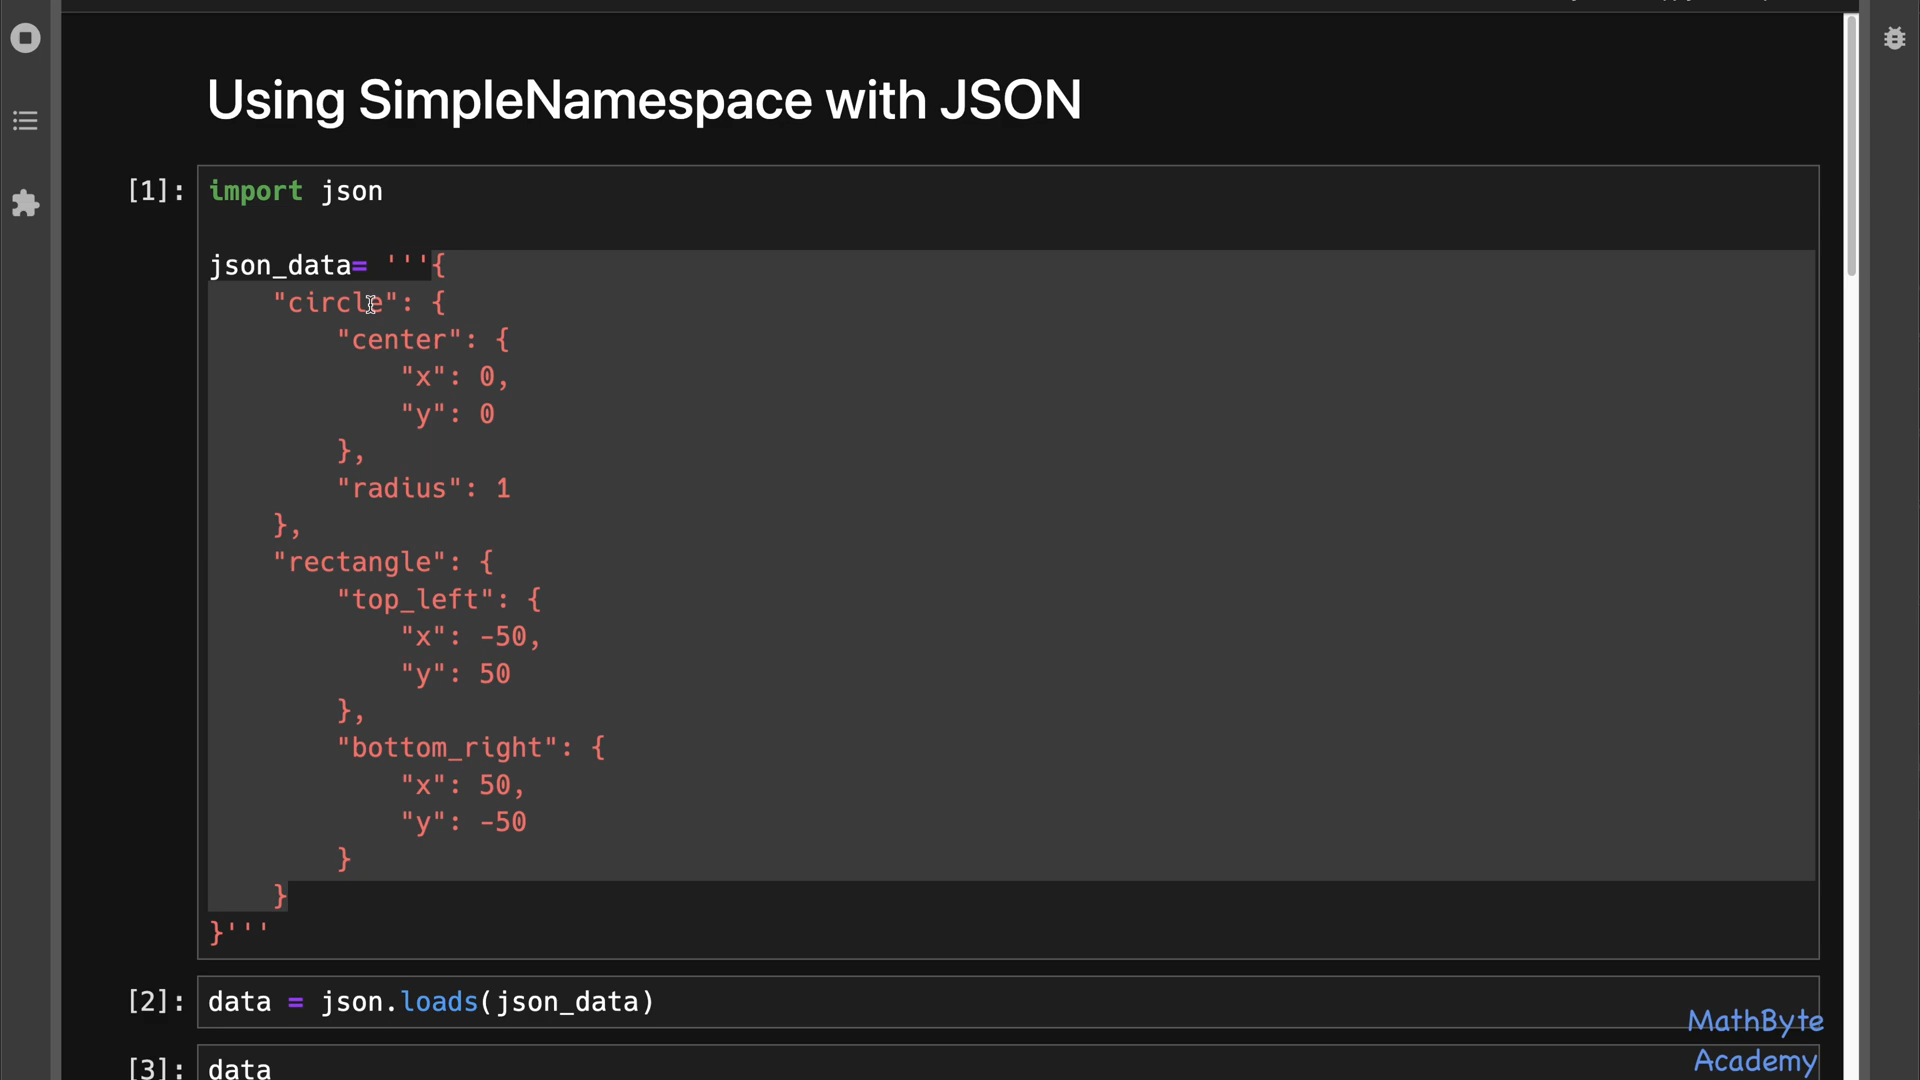 Using SimpleNamespace with JSON
[1]: import json
json_data= '''{
    "circle": {
        "center": {
            "x": 0,
            "y": 0
        },
        "radius": 1
    },
    "rectangle": {
        "top_left": {
            "x": -50,
            "y": 50
        },
        "bottom_right": {
            "x": 50,
            "y": -50
        }
    }
}'''
[2]: data = json.loads(json_data)
[3]: data
MathByte
Academy